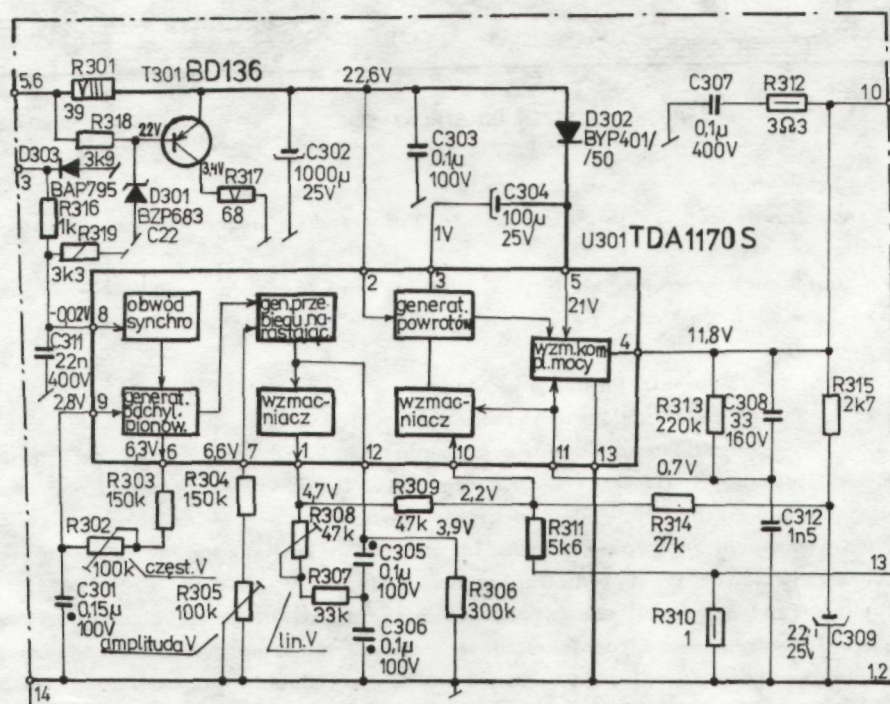 5,6
R301
39
T301 BD136
22,6V
R318
3k9
22V
3,4V
D303
3
BAP795
R316
1k
R319
3k3
D301
BZP683
C22
R317
68
C302
1000µ
25V
C303
0,1µ
100V
C304
100µ
25V
1V
D302
BYP401/
/50
C307
0,1µ
400V
R312
3Ω3
10
U301 TDA1170S
2
3
5
21V
-002V
8
obwód
synchro
gen.prze-
biegu.na-
rastając.
generat.
powrotów
wzm.kom
pl.mocy
4
11,8V
C311
22n
400V
2,8V
9
generat.
odchyl.
pionow.
wzmac-
niacz
wzmac-
niacz
6,3V
6
6,6V
7
1
12
10
11
13
R313
220k
C308
33
160V
R315
2k7
R303
150k
R304
150k
4,7V
R309
47k
2,2V
3,9V
0,7V
R314
27k
R302
100k
częst.V
R308
47k
R311
5k6
C312
1n5
C305
0,1µ
100V
R307
33k
R306
300k
13
C301
0,15µ
100V
R305
100k
amplituda V
lin.V
C306
0,1µ
100V
R310
1
22
25V
C309
14
1,2